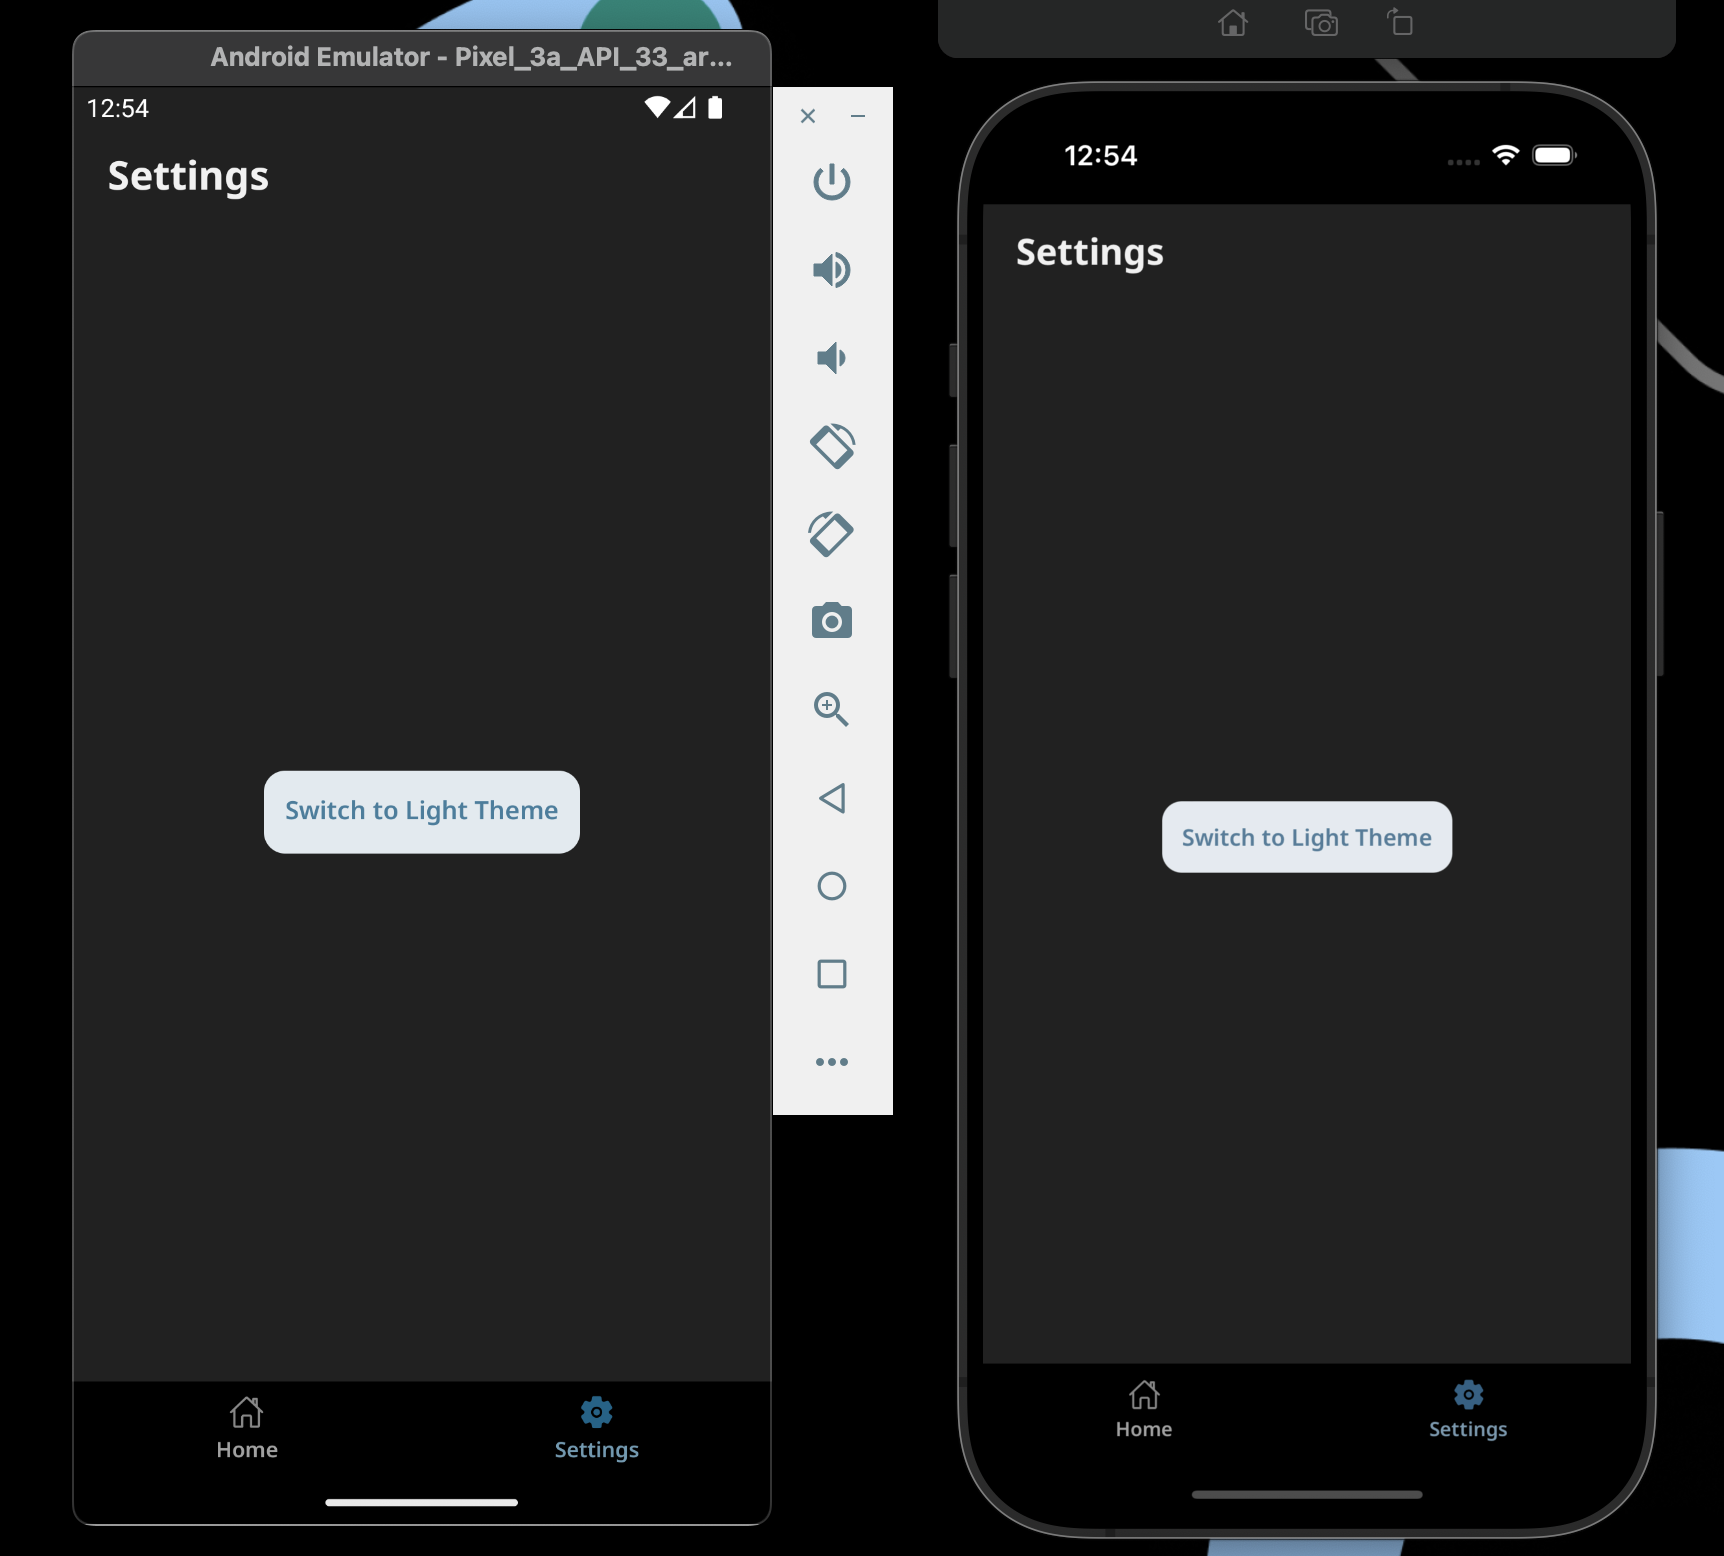 Android Emulator - Pixel_3a_API_33_ar...
12:54
Settings
Switch to Light Theme
Home
Settings
12:54
Settings
Switch to Light Theme
Home
Settings